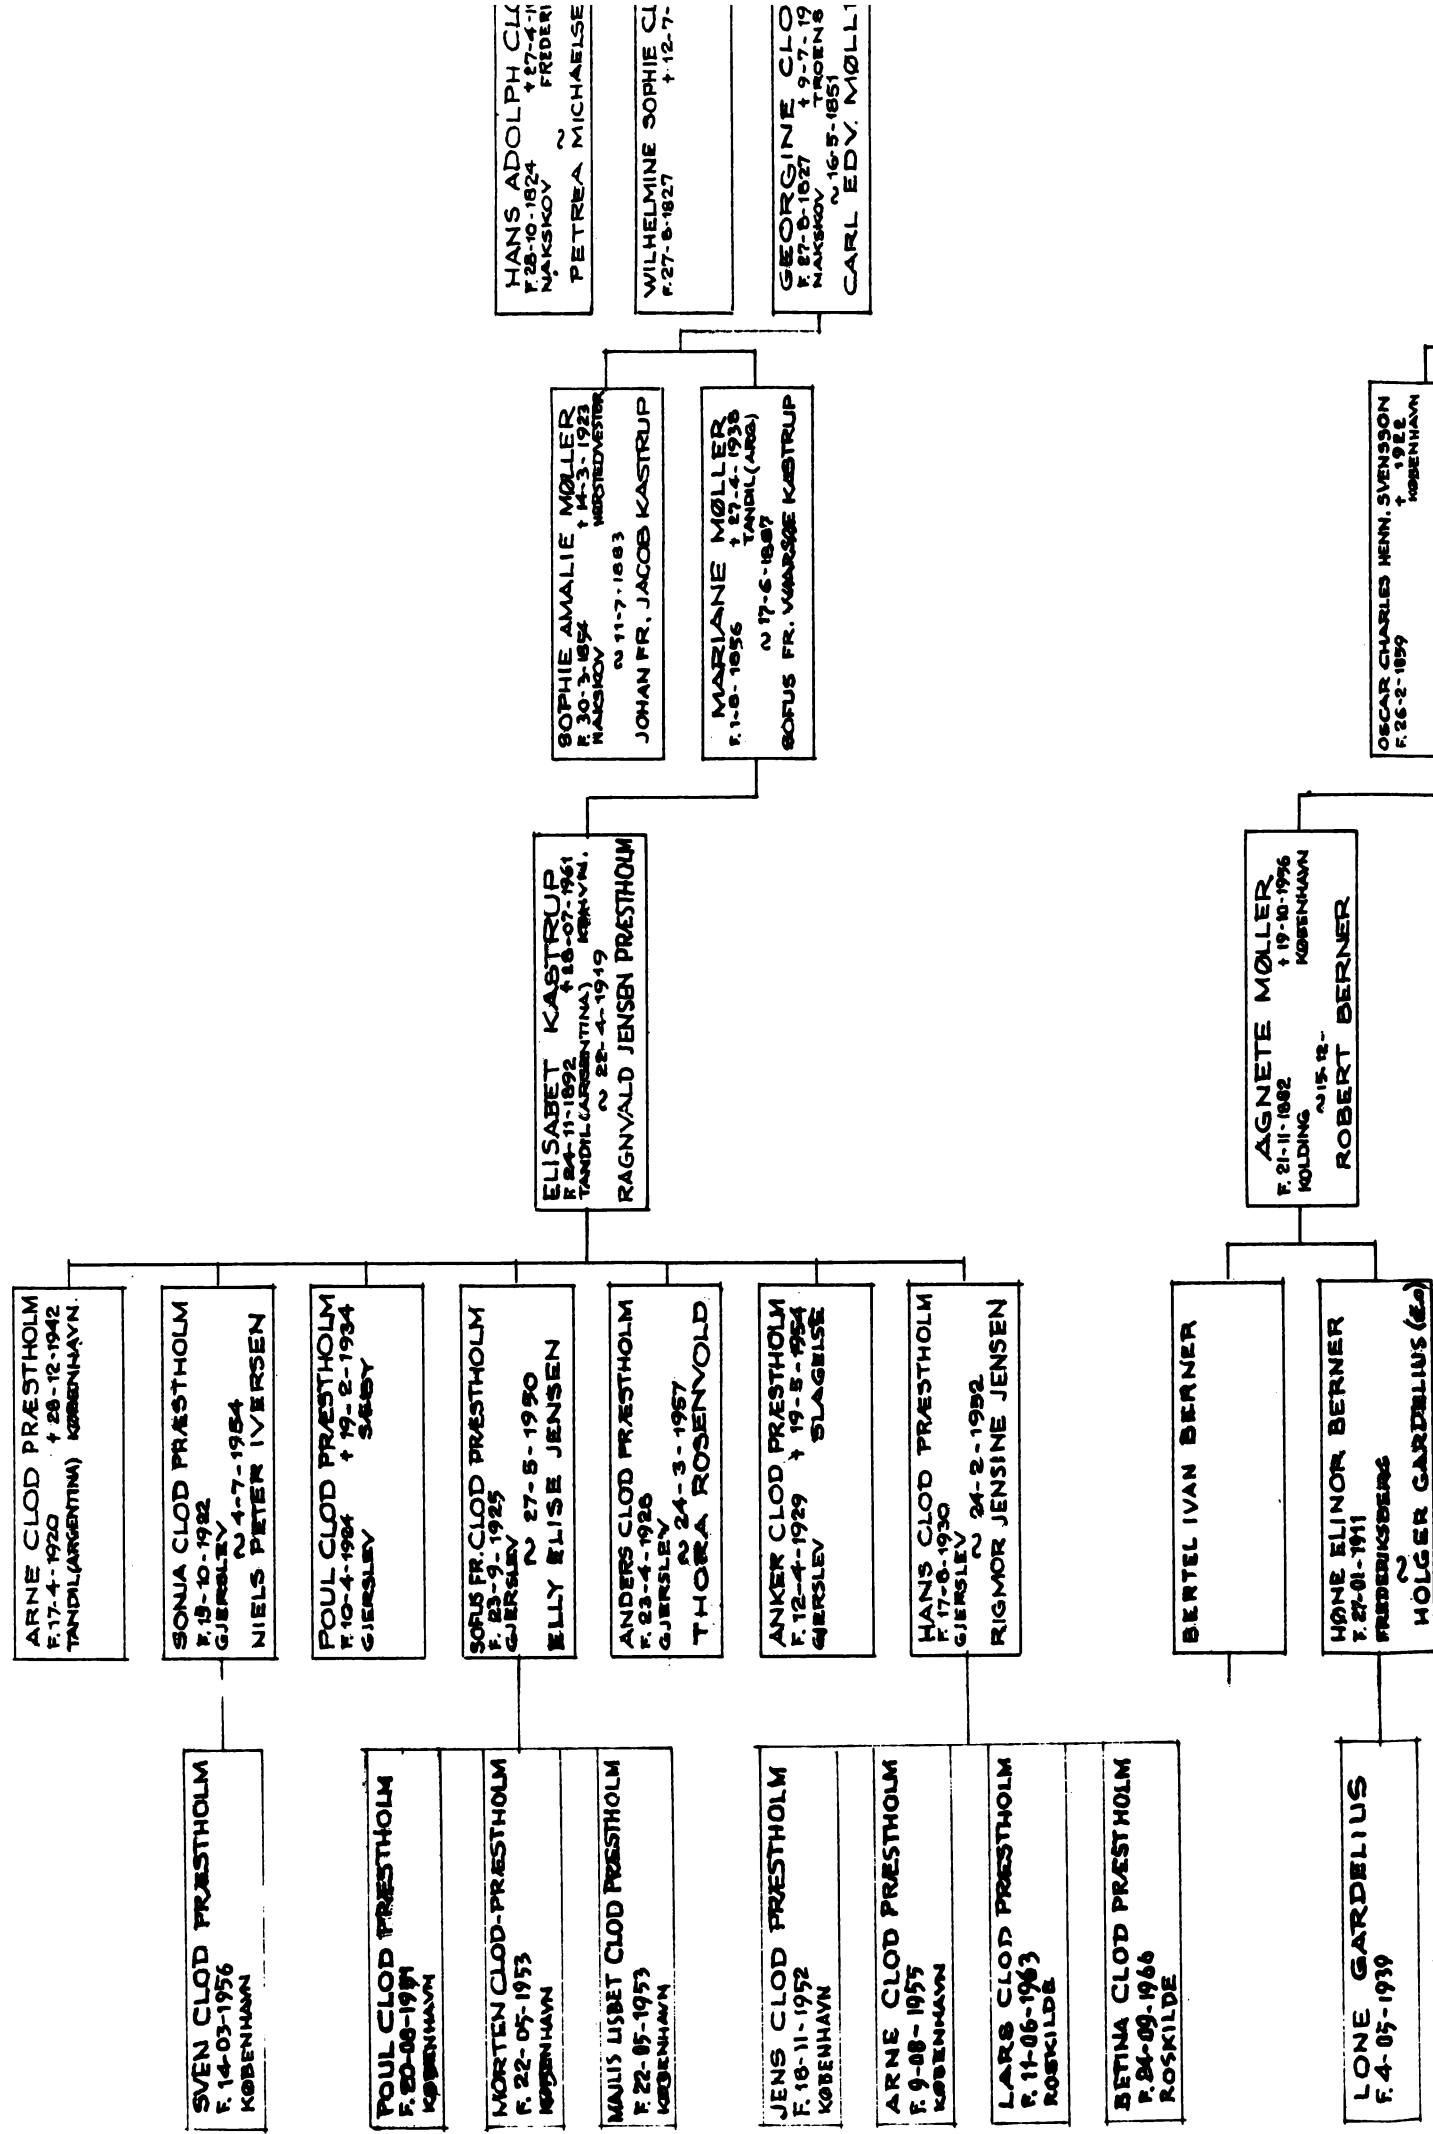 HANS ADOLPH CLO
F. 28-10-1824 +27-4-1
NAKSKOV FREDERI
~
PETREA MICHAELSE
WILHELMINE SOPHIE CL
F. 27-8-1827 +12-7-
GEORGINE CLO
F. 27-8-1827 +9-7-19
NAKSKOV TROENS
~ 16-5-1851
CARL EDV. MØLL
SOPHIE AMALIE MØLLER
F. 30-3-1854 +14-3-1923
NAKSKOV
~ 11-7-1883
JOHAN FR. JACOB KASTRUP
MARIANE MØLLER
F. 1-8-1856 +27-4-1938
TANDIL (ARG)
~ 17-6-1887
SOFUS FR. KASTRUP
OSCAR CHARLES HENN. SVENSSON
F. 26-2-1859 + 1922
KØBENHAVN
ELISABET KASTRUP
F. 24-11-1892 +28-07-1961
TANDIL (ARGENTINA) KBHVN.
~ 22-4-1919
RAGNVALD JENSEN PRÆSTHOLM
AGNETE MØLLER
F. 21-11-1882 +19-10-1956
KOLDING KØBENHAVN
~ 15-12-
ROBERT BERNER
ARNE CLOD PRÆSTHOLM
F. 17-4-1920 +28-12-1942
TANDIL (ARGENTINA) KØBENHAVN.
SONJA CLOD PRÆSTHOLM
F. 15-10-1922
GJERSLEV
~ 4-7-1954
NIELS PETER IVERSEN
POUL CLOD PRÆSTHOLM
F. 10-4-1924 +19-2-1934
GJERSLEV SÆBY
SOFUS FR. CLOD PRÆSTHOLM
F. 23-9-1925
GJERSLEV
~ 27-5-1950
ELLY ELISE JENSEN
ANDERS CLOD PRÆSTHOLM
F. 23-4-1928
GJERSLEV
~ 24-3-1957
THORA ROSENVOLD
ANKER CLOD PRÆSTHOLM
F. 12-4-1929 +19-5-1954
GJERSLEV SLAGELSE
HANS CLOD PRÆSTHOLM
F. 17-8-1930
GJERSLEV
~ 24-2-1952
RIGMOR JENSINE JENSEN
BERTEL IVAN BERNER
HØNE ELINOR BERNER
F. 27-01-1911
FREDERIKSBERG
~
HOLGER GARDELIUS
SVEN CLOD PRÆSTHOLM
F. 14-03-1956
KØBENHAVN
POUL CLOD PRÆSTHOLM
F. 20-08-1951
KØBENHAVN
MORTEN CLOD-PRÆSTHOLM
F. 22-05-1953
KØBENHAVN
MAJLIS LISBET CLOD PRÆSTHOLM
F. 22-05-1953
KØBENHAVN
JENS CLOD PRÆSTHOLM
F. 18-11-1952
KØBENHAVN
ARNE CLOD PRÆSTHOLM
F. 9-08-1955
KØBENHAVN
LARS CLOD PRÆSTHOLM
F. 11-06-1963
ROSKILDE
BETINA CLOD PRÆSTHOLM
F. 24-09-1966
ROSKILDE
LONE GARDELIUS
F. 4-05-1939